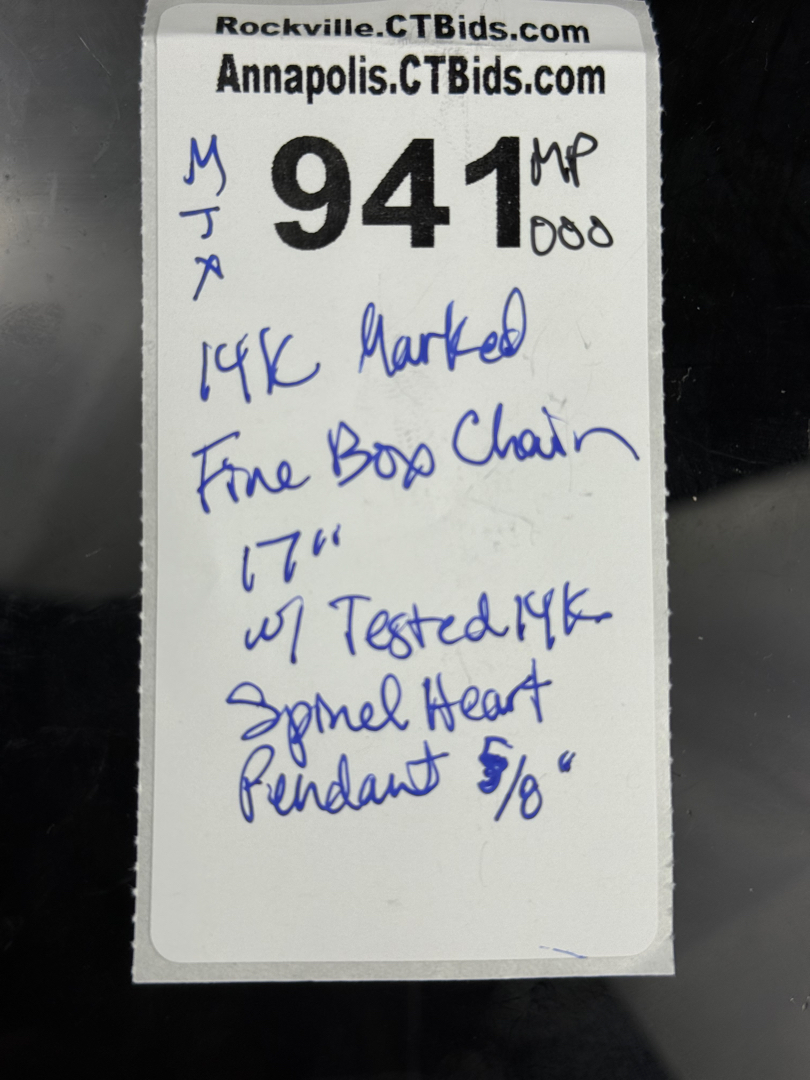 Rockville.CTBids.com
Annapolis.CTBids.com
M J A
941
MP
000
14K Marked
Fine Box Chain
17"
w/ Tested 14K
Spinel Heart
Pendant 5/8"